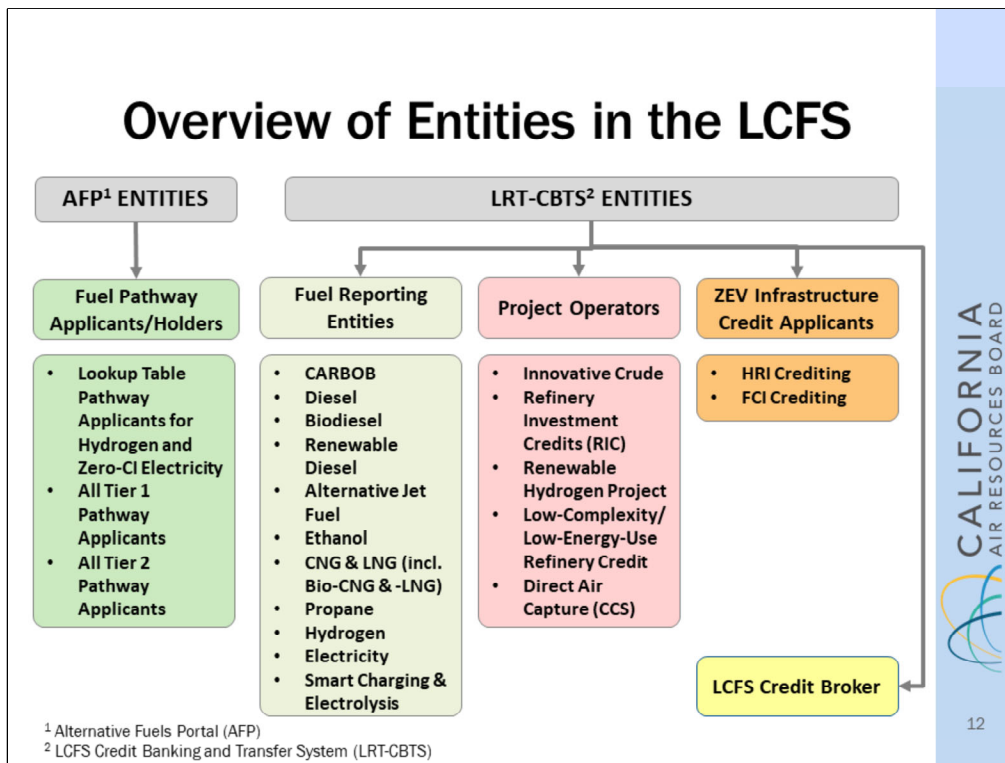 Overview of Entities in the LCFS
AFP¹ ENTITIES
LRT-CBTS² ENTITIES
Fuel Pathway
Applicants/Holders
• Lookup Table
Pathway
Applicants for
Hydrogen and
Zero-CI Electricity
• All Tier 1
Pathway
Applicants
• All Tier 2
Pathway
Applicants
Fuel Reporting
Entities
• CARBOB
• Diesel
• Biodiesel
• Renewable
Diesel
• Alternative Jet
Fuel
• Ethanol
• CNG & LNG (incl.
Bio-CNG & -LNG)
• Propane
• Hydrogen
• Electricity
• Smart Charging &
Electrolysis
Project Operators
• Innovative Crude
• Refinery
Investment
Credits (RIC)
• Renewable
Hydrogen Project
• Low-Complexity/
Low-Energy-Use
Refinery Credit
• Direct Air
Capture (CCS)
ZEV Infrastructure
Credit Applicants
• HRI Crediting
• FCI Crediting
LCFS Credit Broker
¹ Alternative Fuels Portal (AFP)
² LCFS Credit Banking and Transfer System (LRT-CBTS)
CALIFORNIA
AIR RESOURCES BOARD
12